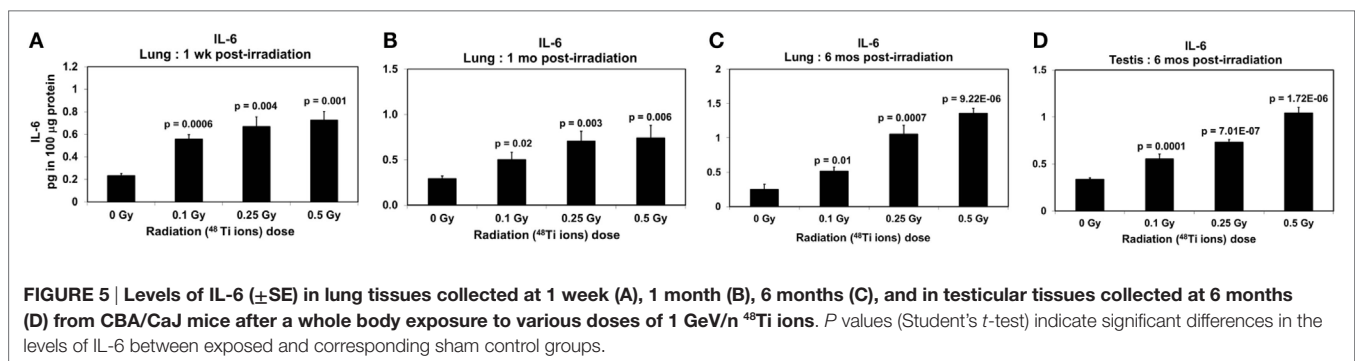 A
IL-6
Lung : 1 wk post-irradiation
IL-6
pg in 100 µg protein
1.2
1
0.8
0.6
0.4
0.2
0
p = 0.0006
p = 0.004
p = 0.001
0 Gy 0.1 Gy 0.25 Gy 0.5 Gy
Radiation (⁴⁸Ti ions) dose
B
IL-6
Lung : 1 mo post-irradiation
1.5
1.0
0.5
0.0
p = 0.02
p = 0.003
p = 0.006
0 Gy 0.1 Gy 0.25 Gy 0.5 Gy
Radiation (⁴⁸Ti ions) dose
C
IL-6
Lung : 6 mos post-irradiation
2
1.5
1
0.5
0
p = 0.01
p = 0.0007
p = 9.22E-06
0 Gy 0.1 Gy 0.25 Gy 0.5 Gy
Radiation (⁴⁸Ti ions) dose
D
IL-6
Testis : 6 mos post-irradiation
1.5
1
0.5
0
p = 0.0001
p = 7.01E-07
p = 1.72E-06
0 Gy 0.1 Gy 0.25 Gy 0.5 Gy
Radiation (⁴⁸Ti ions) dose
FIGURE 5 | Levels of IL-6 (±SE) in lung tissues collected at 1 week (A), 1 month (B), 6 months (C), and in testicular tissues collected at 6 months
(D) from CBA/CaJ mice after a whole body exposure to various doses of 1 GeV/n ⁴⁸Ti ions. P values (Student's t-test) indicate significant differences in the
levels of IL-6 between exposed and corresponding sham control groups.